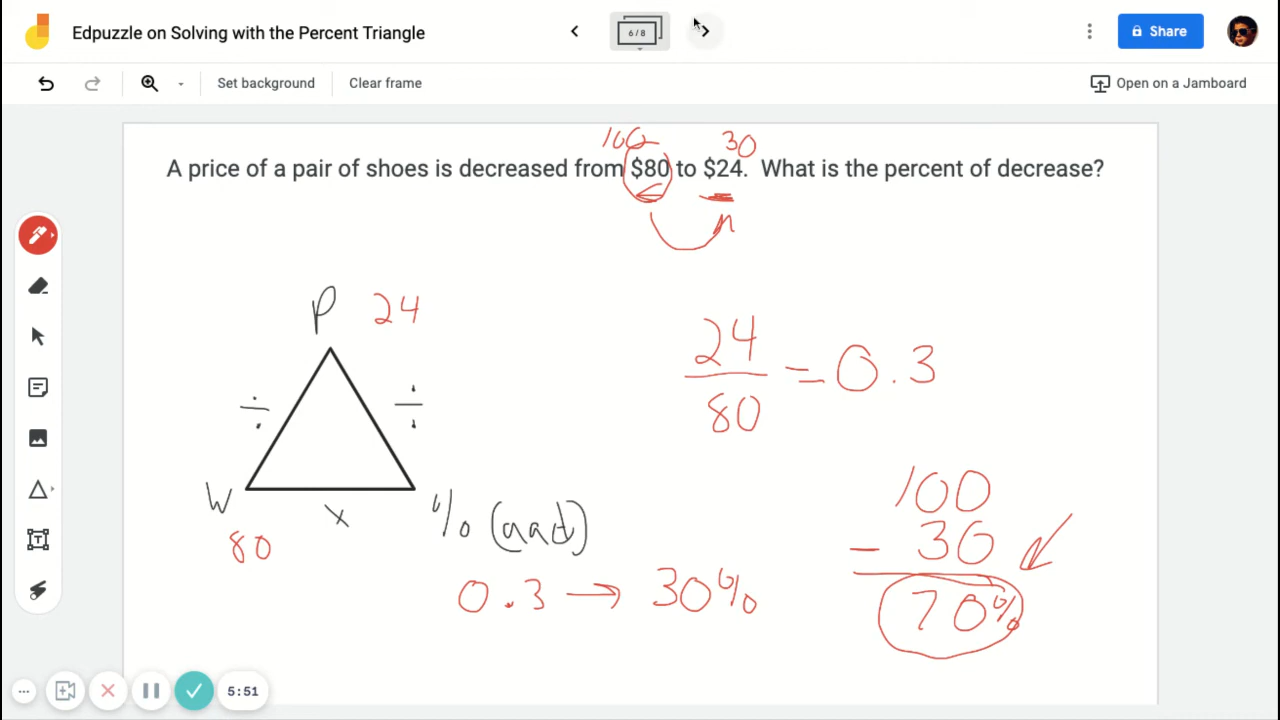 Edpuzzle on Solving with the Percent Triangle
6 / 8
Share
Set background
Clear frame
Open on a Jamboard
100
30
A price of a pair of shoes is decreased from $80 to $24. What is the percent of decrease?
P 24
÷ ÷
W
80
x
% (aad)
0.3 → 30%
24
80
= 0.3
100
- 30
70%
... 5:51